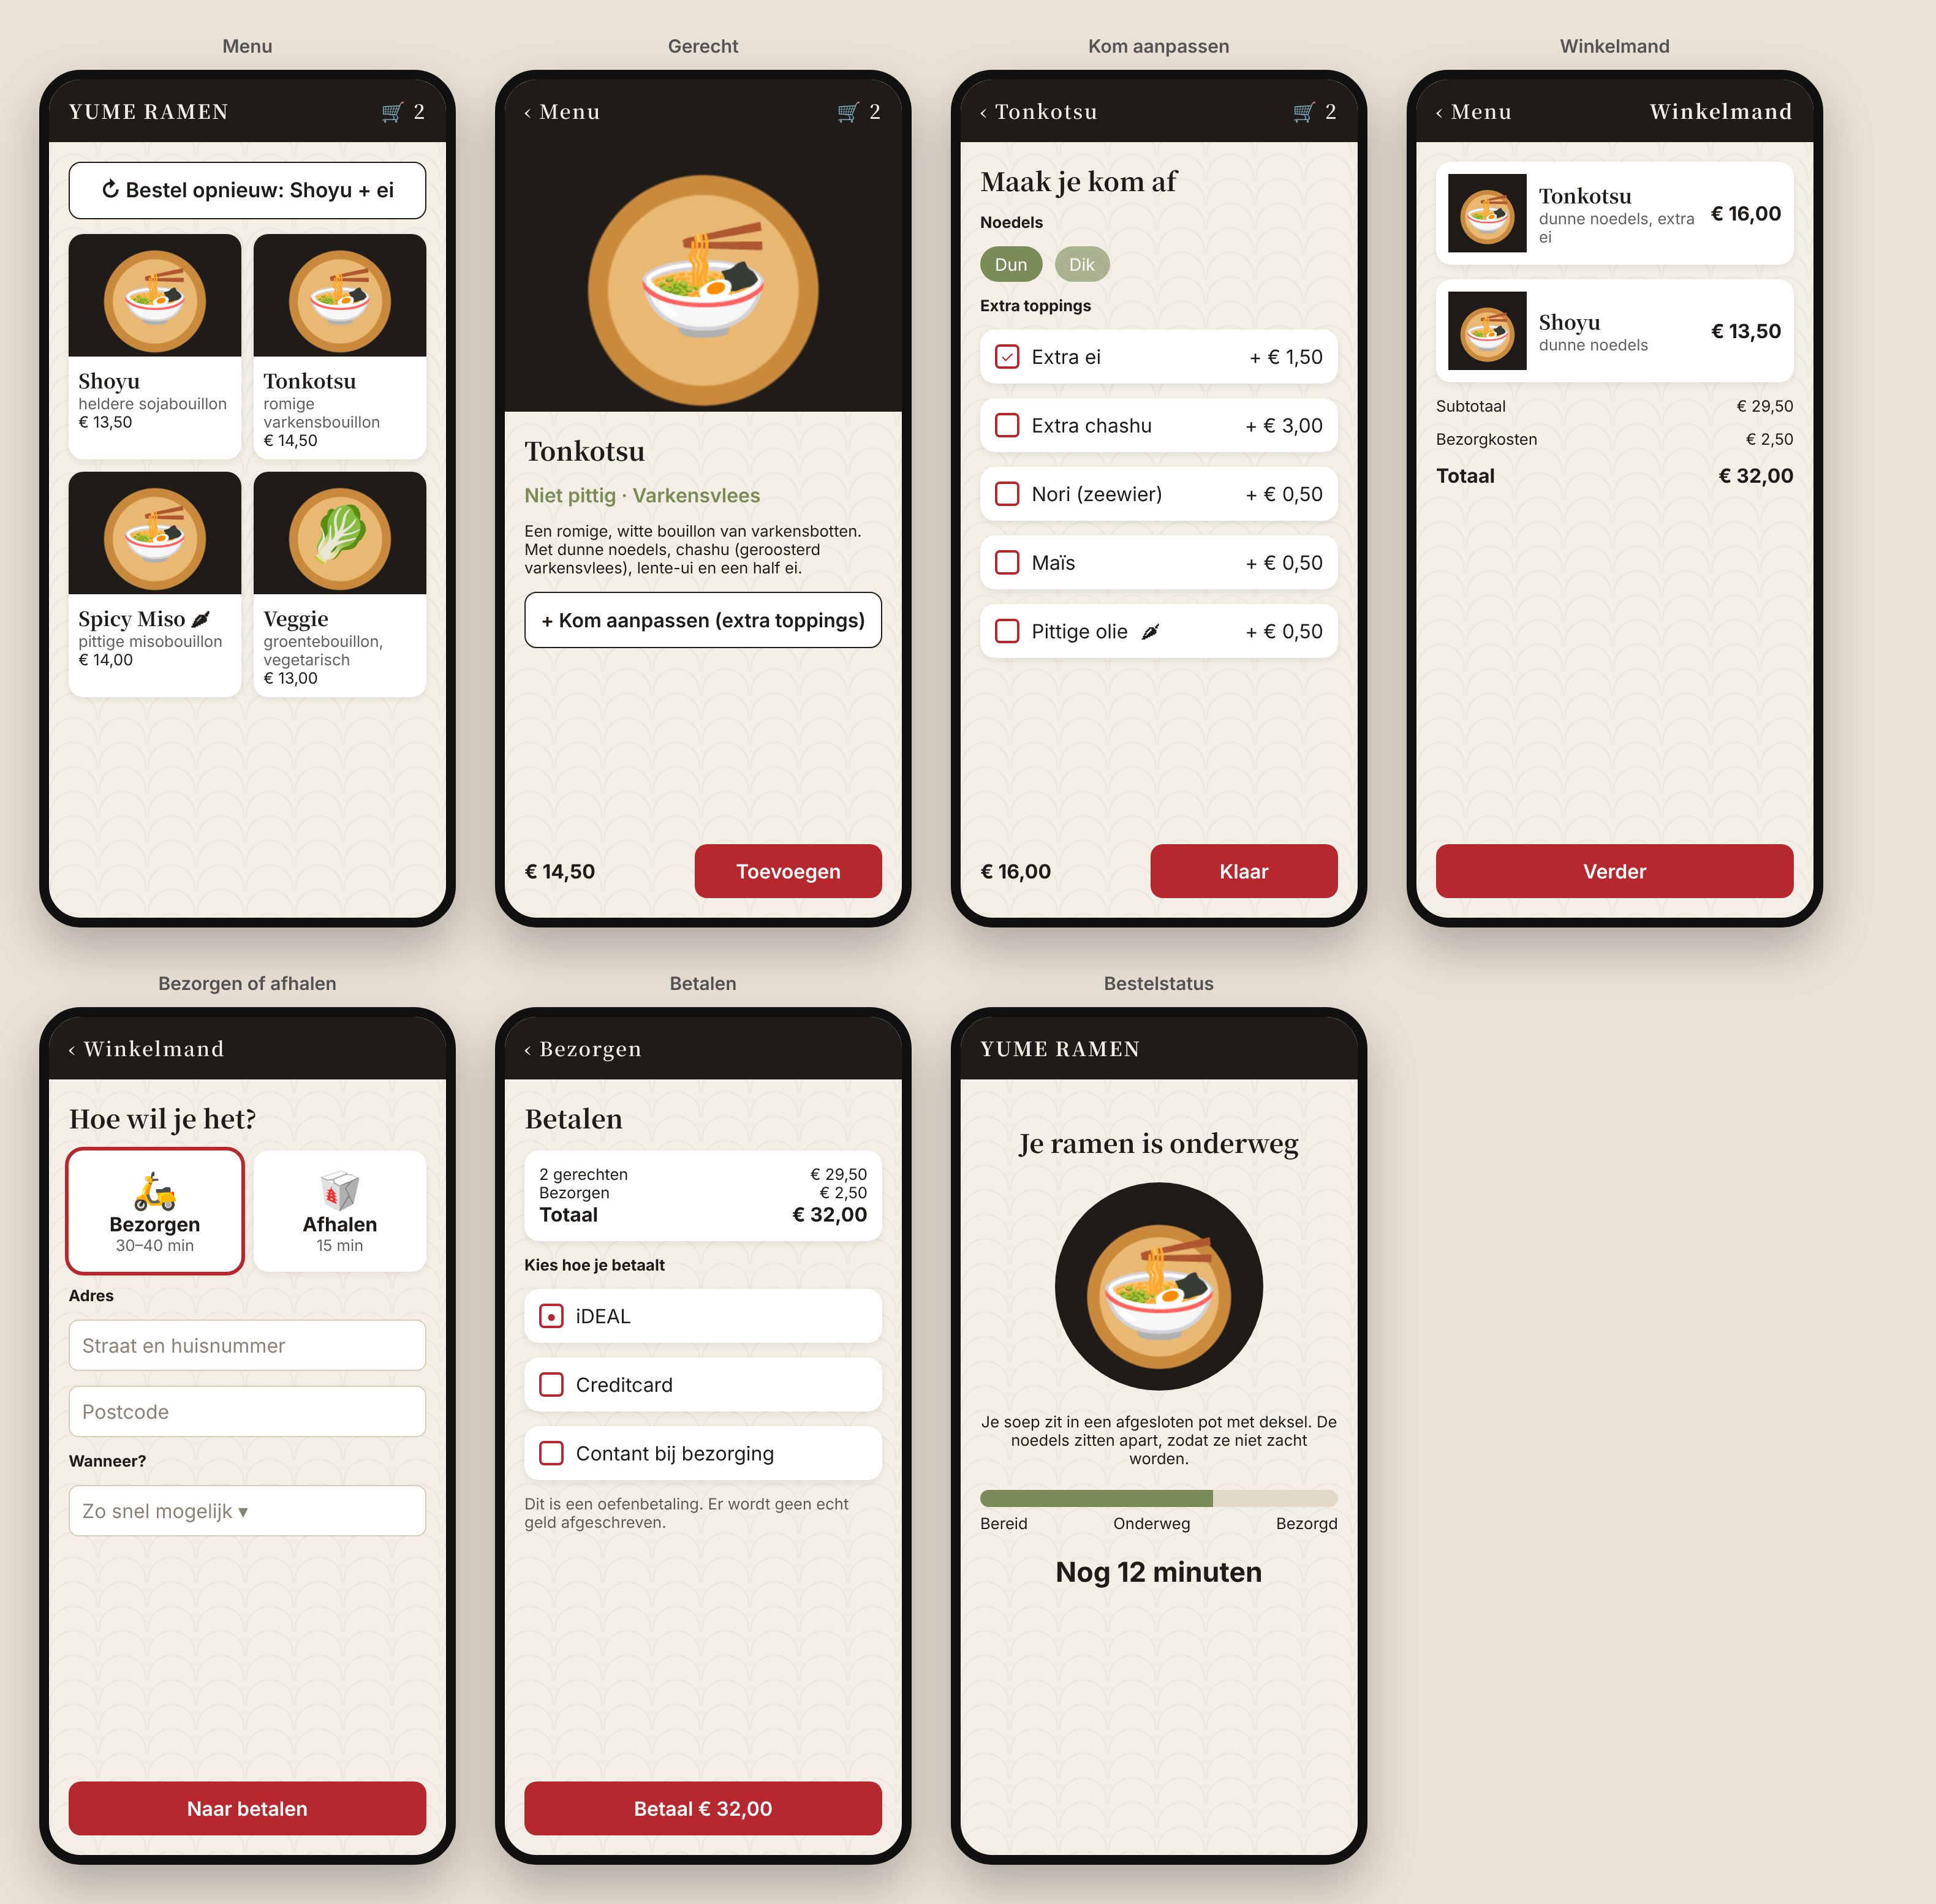 Menu
YUME RAMEN 🛒 2
↻ Bestel opnieuw: Shoyu + ei
Shoyu
heldere sojabouillon
€ 13,50
Tonkotsu
romige
varkensbouillon
€ 14,50
Spicy Miso 🌶
pittige misobouillon
€ 14,00
Veggie
groentebouillon,
vegetarisch
€ 13,00
Gerecht
‹ Menu 🛒 2
Tonkotsu
Niet pittig · Varkensvlees
Een romige, witte bouillon van varkensbotten.
Met dunne noedels, chashu (geroosterd
varkensvlees), lente-ui en een half ei.
+ Kom aanpassen (extra toppings)
€ 14,50 Toevoegen
Kom aanpassen
‹ Tonkotsu 🛒 2
Maak je kom af
Noedels
Dun Dik
Extra toppings
Extra ei + € 1,50
Extra chashu + € 3,00
Nori (zeewier) + € 0,50
Maïs + € 0,50
Pittige olie 🌶 + € 0,50
€ 16,00 Klaar
Winkelmand
‹ Menu Winkelmand
Tonkotsu
dunne noedels, extra
ei
€ 16,00
Shoyu
dunne noedels
€ 13,50
Subtotaal € 29,50
Bezorgkosten € 2,50
Totaal € 32,00
Verder
Bezorgen of afhalen
‹ Winkelmand
Hoe wil je het?
Bezorgen
30–40 min
Afhalen
15 min
Adres
Straat en huisnummer
Postcode
Wanneer?
Zo snel mogelijk ▾
Naar betalen
Betalen
‹ Bezorgen
Betalen
2 gerechten € 29,50
Bezorgen € 2,50
Totaal € 32,00
Kies hoe je betaalt
iDEAL
Creditcard
Contant bij bezorging
Dit is een oefenbetaling. Er wordt geen echt
geld afgeschreven.
Betaal € 32,00
Bestelstatus
YUME RAMEN
Je ramen is onderweg
Je soep zit in een afgesloten pot met deksel. De
noedels zitten apart, zodat ze niet zacht
worden.
Bereid Onderweg Bezorgd
Nog 12 minuten